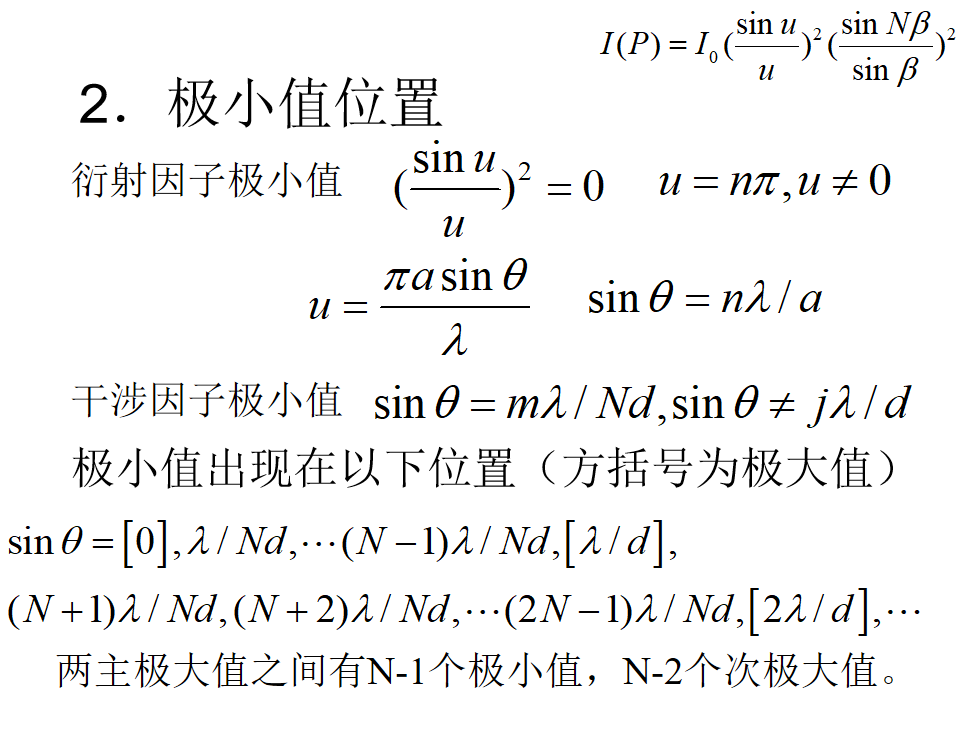 I(P) = I₀(sin u / u)²(sin Nβ / sin β)²
2. 极小值位置
衍射因子极小值 (sin u / u)² = 0 u = nπ, u ≠ 0
u = πa sin θ / λ sin θ = nλ / a
干涉因子极小值 sin θ = mλ / Nd, sin θ ≠ jλ / d
极小值出现在以下位置（方括号为极大值）
sin θ = [0], λ / Nd, ⋯(N − 1)λ / Nd, [λ / d],
(N + 1)λ / Nd, (N + 2)λ / Nd, ⋯(2N − 1)λ / Nd, [2λ / d], ⋯
两主极大值之间有N-1个极小值，N-2个次极大值。